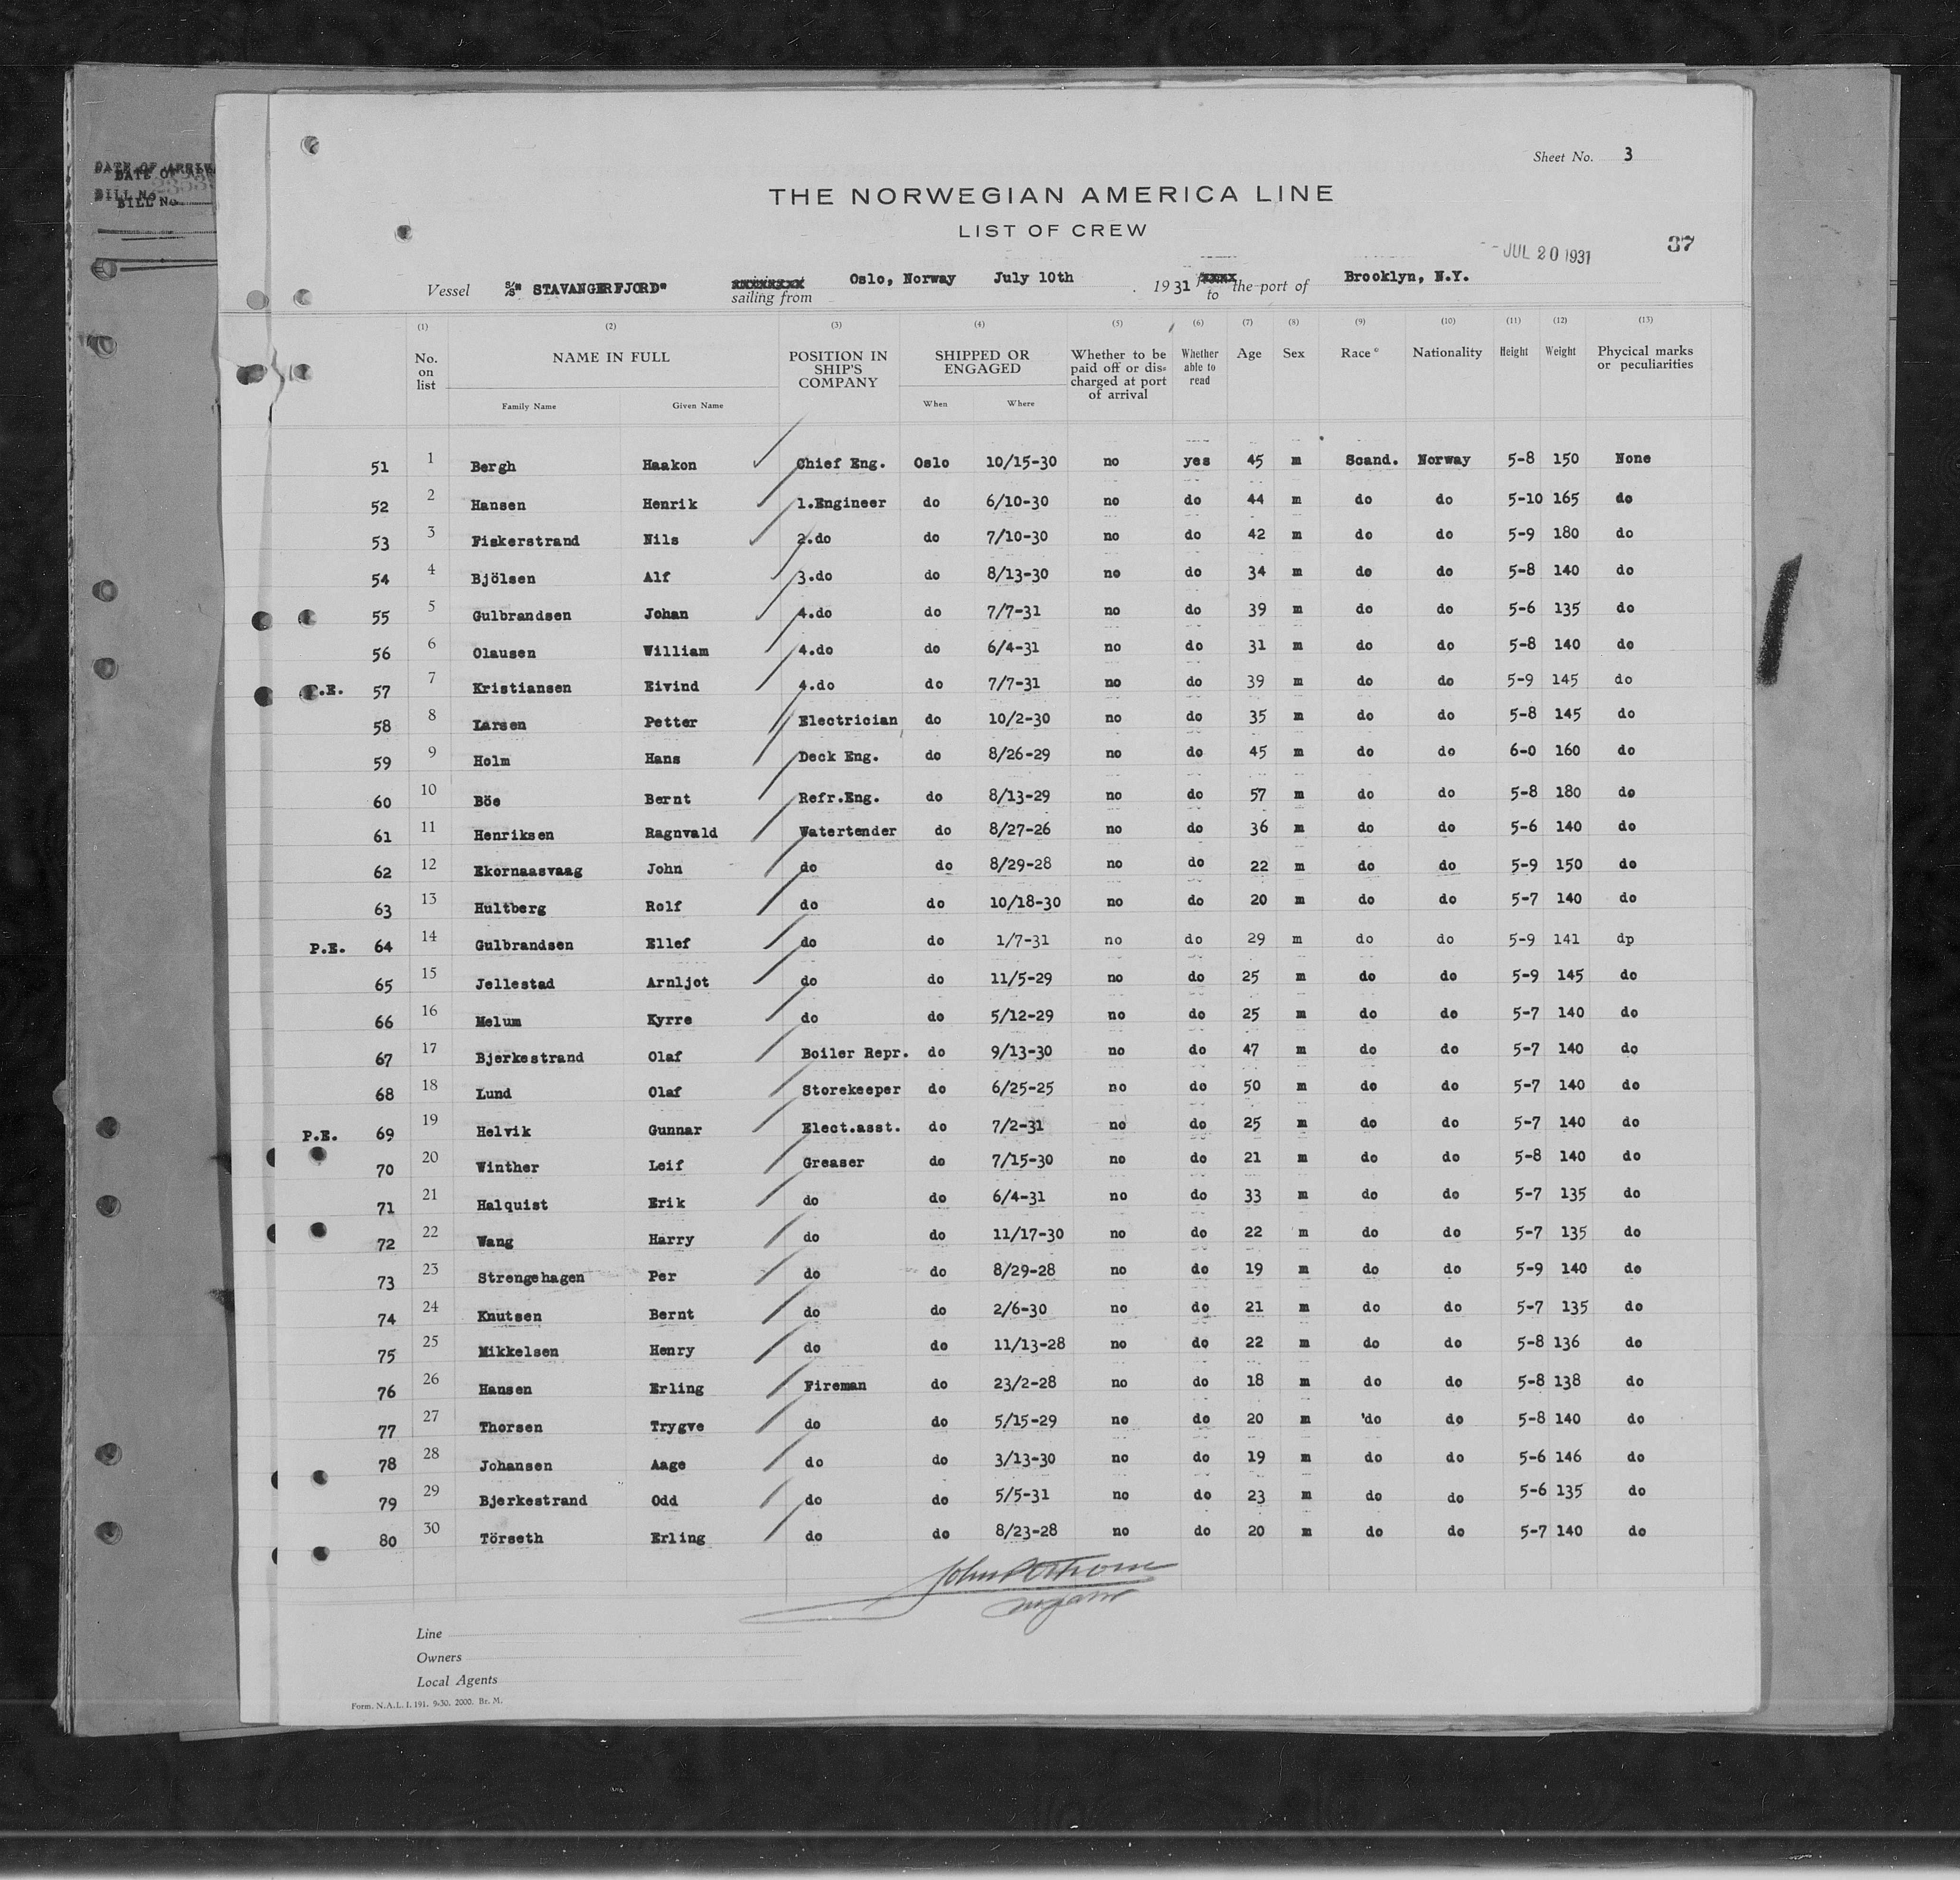 DATE OF ARRIV
DATE OF
BILL No.
BILL No.
Sheet No. 3
THE NORWEGIAN AMERICA LINE
LIST OF CREW
JUL 20 1931 37
Vessel S/S" STAVANGERFJORD" xxxxxxxx sailing from Oslo, Norway July 10th . 1931 xxxx to the port of Brooklyn, N.Y.
(1) (2) (3) (4) (5) (6) (7) (8) (9) (10) (11) (12) (13)
No. on list NAME IN FULL POSITION IN SHIP'S COMPANY SHIPPED OR ENGAGED Whether to be paid off or discharged at port of arrival Whether able to read Age Sex Race Nationality Height Weight Phycical marks or peculiarities
Family Name Given Name When Where
51 1 Bergh Haakon Chief Eng. Oslo 10/15-30 no yes 45 m Scand. Norway 5-8 150 None
52 2 Hansen Henrik 1.Engineer do 6/10-30 no do 44 m do do 5-10 165 do
53 3 Fiskerstrand Nils 2.do do 7/10-30 no do 42 m do do 5-9 180 do
54 4 Bjölsen Alf 3.do do 8/13-30 no do 34 m do do 5-8 140 do
55 5 Gulbrandsen Johan 4.do do 7/7-31 no do 39 m do do 5-6 135 do
56 6 Olausen William 4.do do 6/4-31 no do 31 m do do 5-8 140 do
P.E. 57 7 Kristiansen Eivind 4.do do 7/7-31 no do 39 m do do 5-9 145 do
58 8 Larsen Petter Electrician do 10/2-30 no do 35 m do do 5-8 145 do
59 9 Holm Hans Deck Eng. do 8/26-29 no do 45 m do do 6-0 160 do
60 10 Böe Bernt Refr.Eng. do 8/13-29 no do 57 m do do 5-8 180 do
61 11 Henriksen Ragnvald Watertender do 8/27-26 no do 36 m do do 5-6 140 do
62 12 Ekornaasvaag John do do 8/29-28 no do 22 m do do 5-9 150 do
63 13 Hultberg Rolf do do 10/18-30 no do 20 m do do 5-7 140 do
P.E. 64 14 Gulbrandsen Ellef do do 1/7-31 no do 29 m do do 5-9 141 dp
65 15 Jellestad Arnljot do do 11/5-29 no do 25 m do do 5-9 145 do
66 16 Melum Kyrre do do 5/12-29 no do 25 m do do 5-7 140 do
67 17 Bjerkestrand Olaf Boiler Repr. do 9/13-30 no do 47 m do do 5-7 140 do
68 18 Lund Olaf Storekeeper do 6/25-25 no do 50 m do do 5-7 140 do
P.E. 69 19 Helvik Gunnar Elect.asst. do 7/2-31 no do 25 m do do 5-7 140 do
70 20 Winther Leif Greaser do 7/15-30 no do 21 m do do 5-8 140 do
71 21 Halquist Erik do do 6/4-31 no do 33 m do do 5-7 135 do
72 22 Wang Harry do do 11/17-30 no do 22 m do do 5-7 135 do
73 23 Strengehagen Per do do 8/29-28 no do 19 m do do 5-9 140 do
74 24 Knutsen Bernt do do 2/6-30 no do 21 m do do 5-7 135 do
75 25 Mikkelsen Henry do do 11/13-28 no do 22 m do do 5-8 136 do
76 26 Hansen Erling Fireman do 23/2-28 no do 18 m do do 5-8 138 do
77 27 Thorsen Trygve do do 5/15-29 no do 20 m 'do do 5-8 140 do
78 28 Johansen Aage do do 3/13-30 no do 19 m do do 5-6 146 do
79 29 Bjerkestrand Odd do do 5/5-31 no do 23 m do do 5-6 135 do
80 30 Törseth Erling do do 8/23-28 no do 20 m do do 5-7 140 do
Line
Owners
Local Agents
Form. N.A.L. I. 191. 9-30. 2000. Br. M.